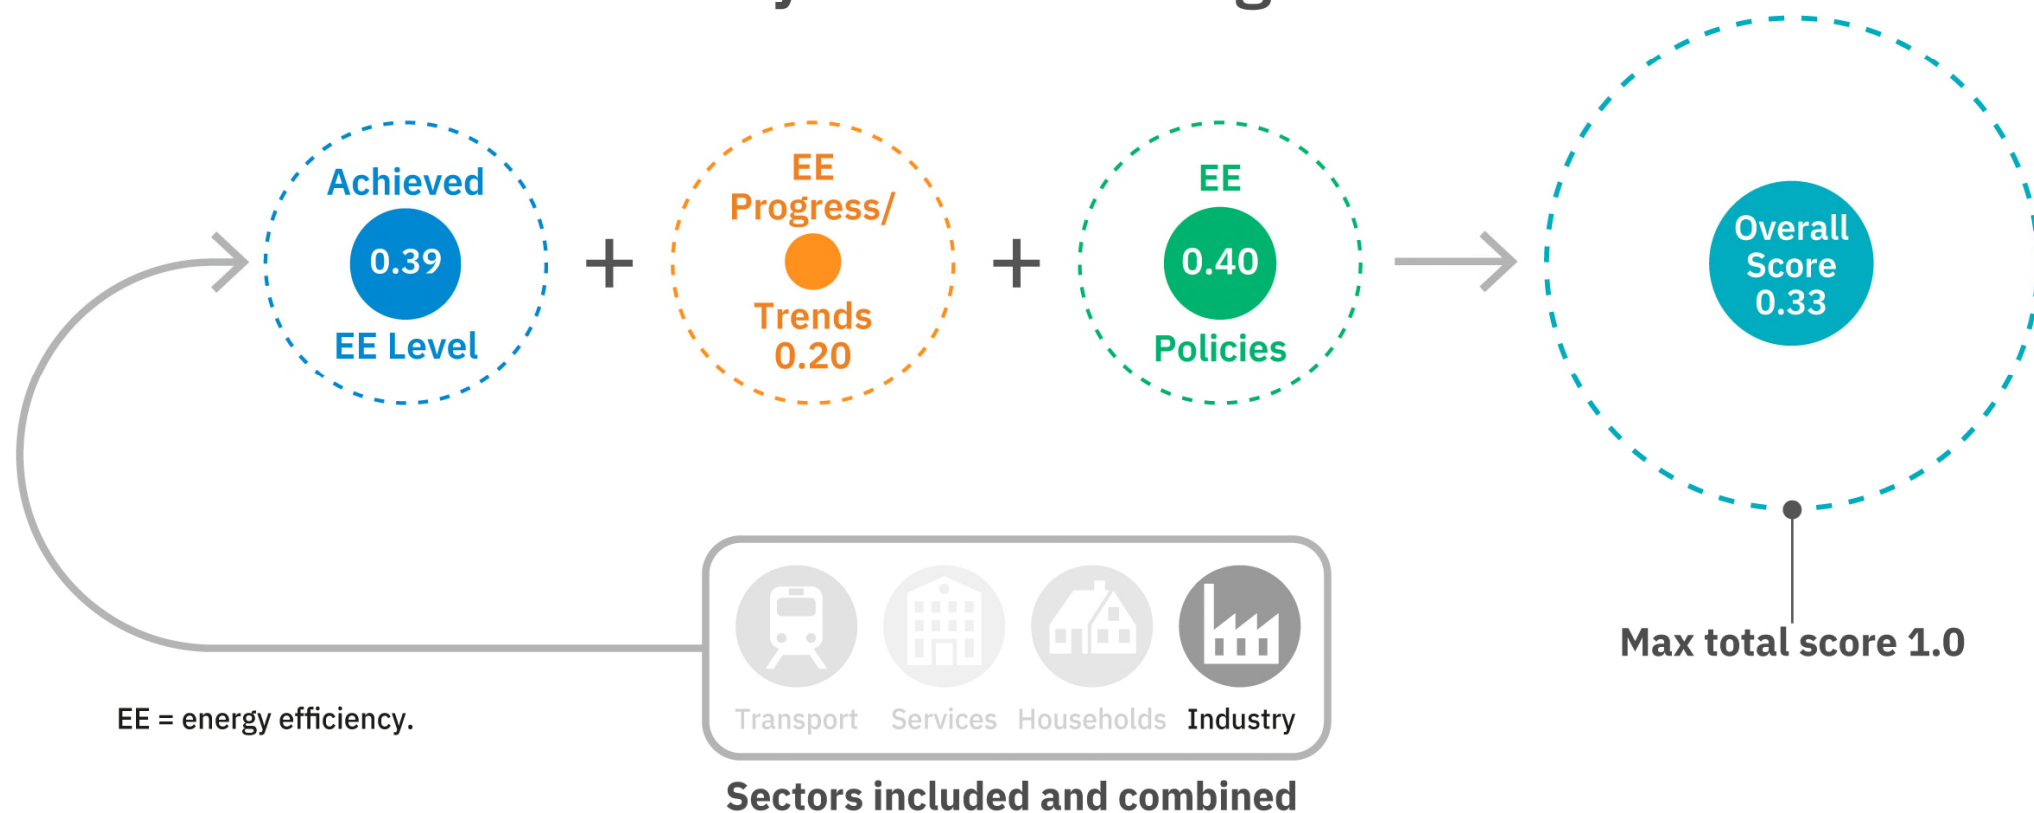 Achieved
0.39
EE Level
+
EE
Progress/
Trends
0.20
+
EE
0.40
Policies
Overall
Score
0.33
Max total score 1.0
Transport Services Households Industry
EE = energy efficiency.
Sectors included and combined